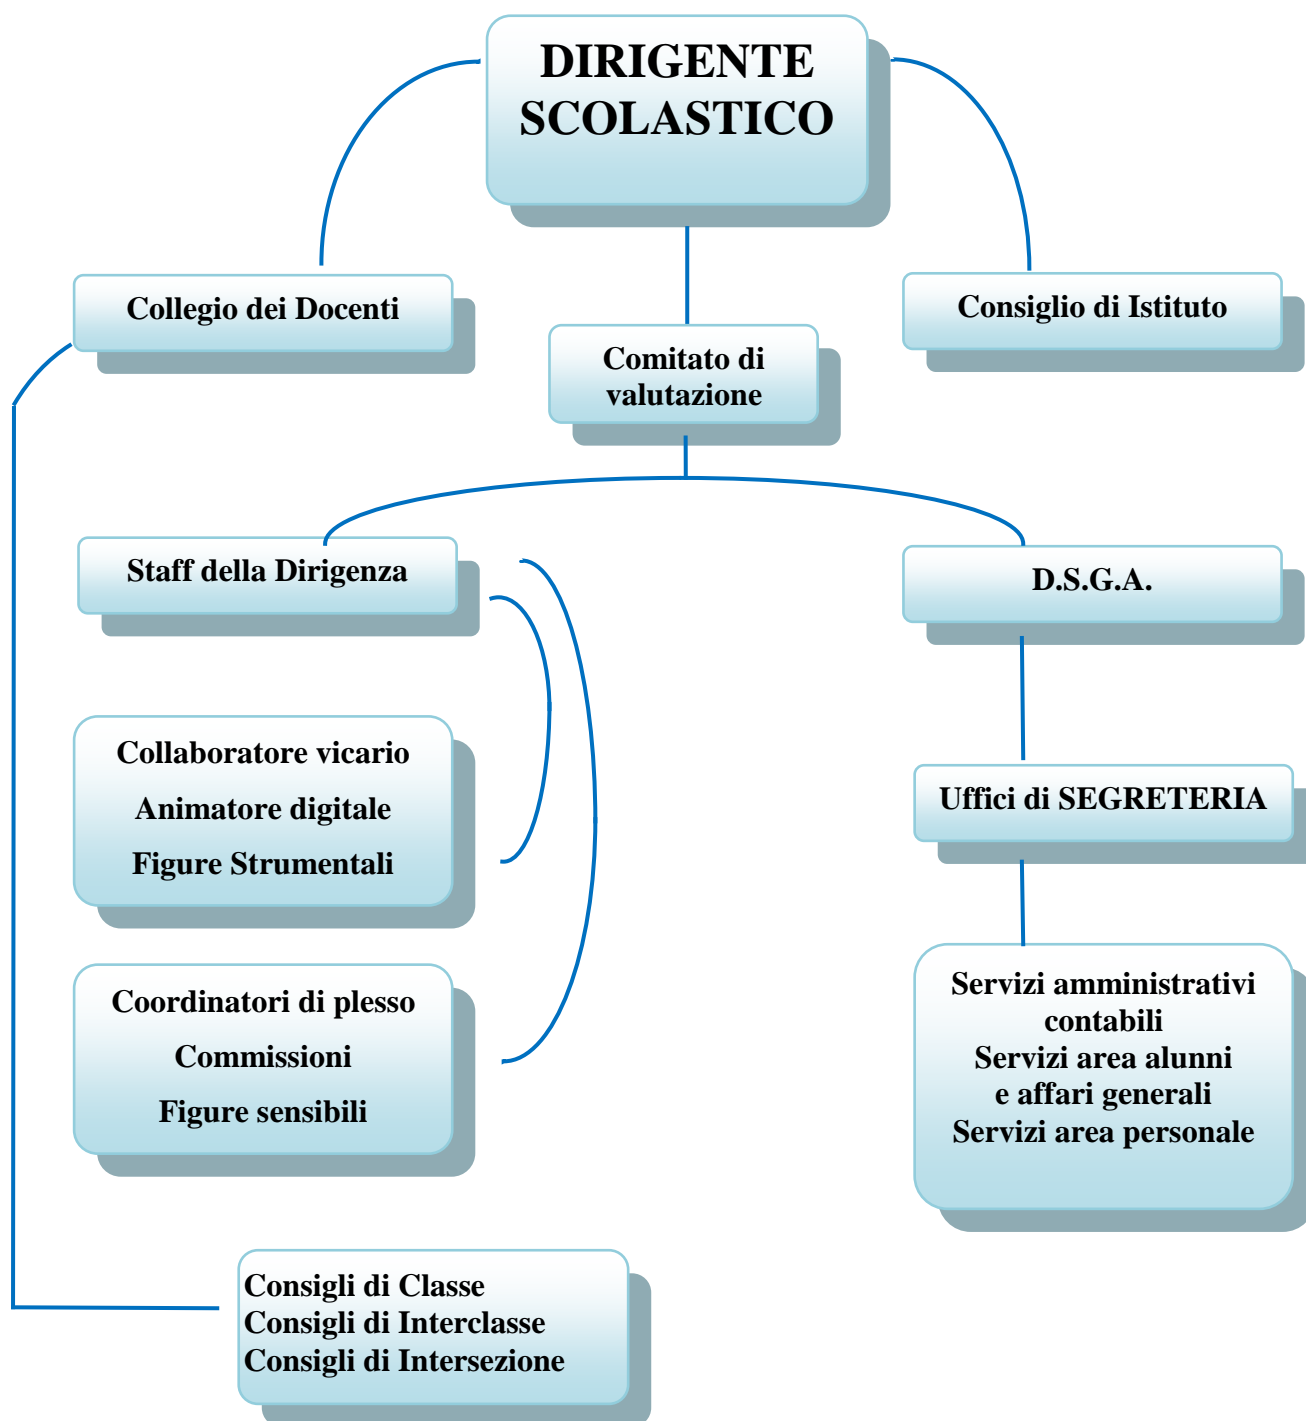 DIRIGENTE
SCOLASTICO
Collegio dei Docenti
Consiglio di Istituto
Comitato di
valutazione
Staff della Dirigenza
D.S.G.A.
Collaboratore vicario
Animatore digitale
Figure Strumentali
Uffici di SEGRETERIA
Coordinatori di plesso
Commissioni
Figure sensibili
Servizi amministrativi
contabili
Servizi area alunni
e affari generali
Servizi area personale
Consigli di Classe
Consigli di Interclasse
Consigli di Intersezione